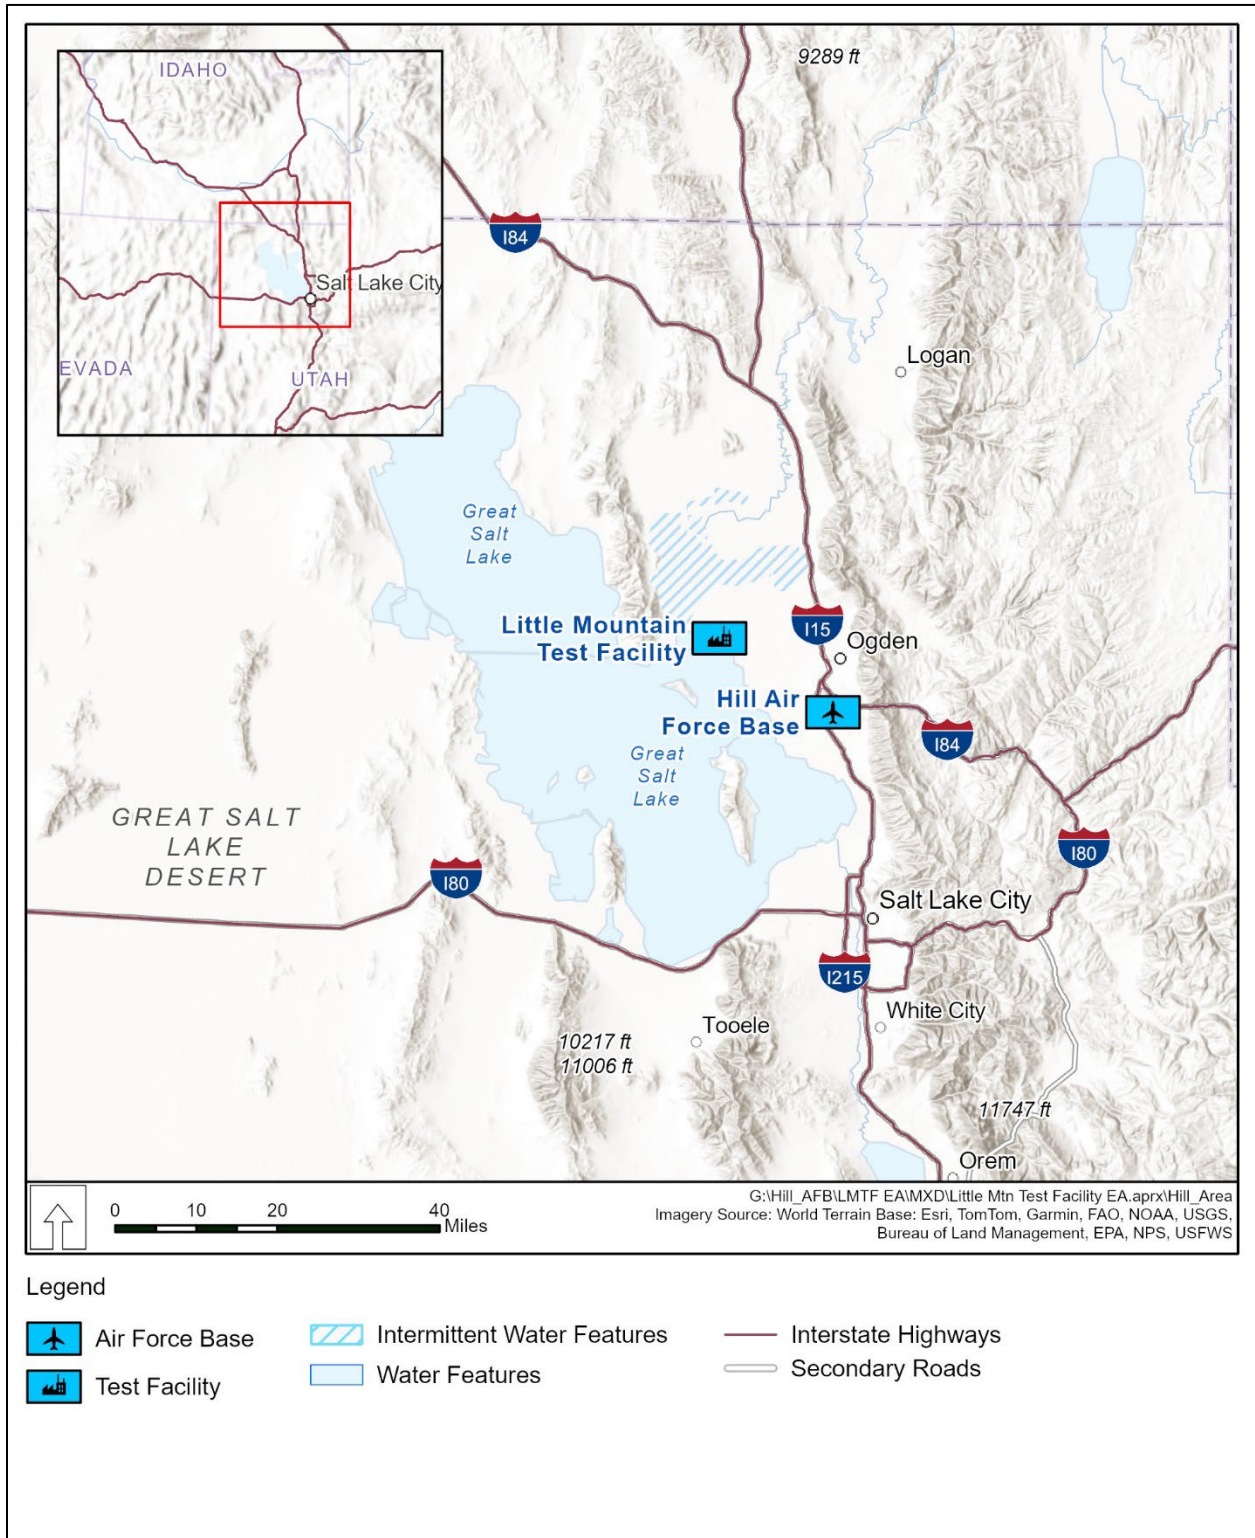 IDAHO
Salt Lake City
EVADA
UTAH
9289 ft
I84
Logan
Great
Salt
Lake
Little Mountain
Test Facility
I15
Ogden
Hill Air
Force Base
I84
Great
Salt
Lake
GREAT SALT
LAKE
DESERT
I80
I80
Salt Lake City
I215
White City
Tooele
10217 ft
11006 ft
11747 ft
Orem
0 10 20 40
Miles
G:\Hill_AFB\LMTF EA\MXD\Little Mtn Test Facility EA.aprx\Hill_Area
Imagery Source: World Terrain Base: Esri, TomTom, Garmin, FAO, NOAA, USGS,
Bureau of Land Management, EPA, NPS, USFWS
Legend
Air Force Base
Test Facility
Intermittent Water Features
Water Features
Interstate Highways
Secondary Roads